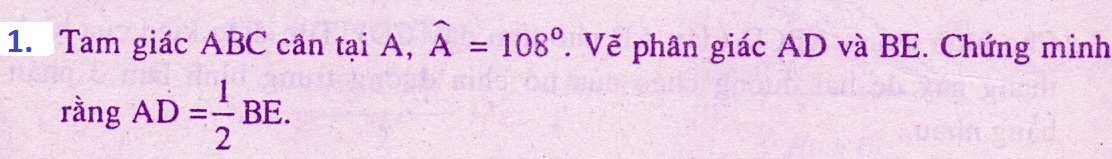 1. Tam giác ABC cân tại A, Â = 108°. Vẽ phân giác AD và BE. Chứng minh
rằng AD = 1/2 BE.